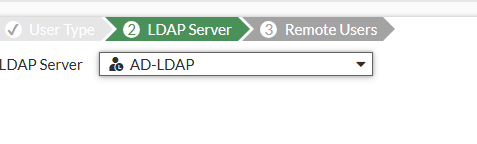 User Type 2 LDAP Server 3 Remote Users
LDAP Server AD-LDAP